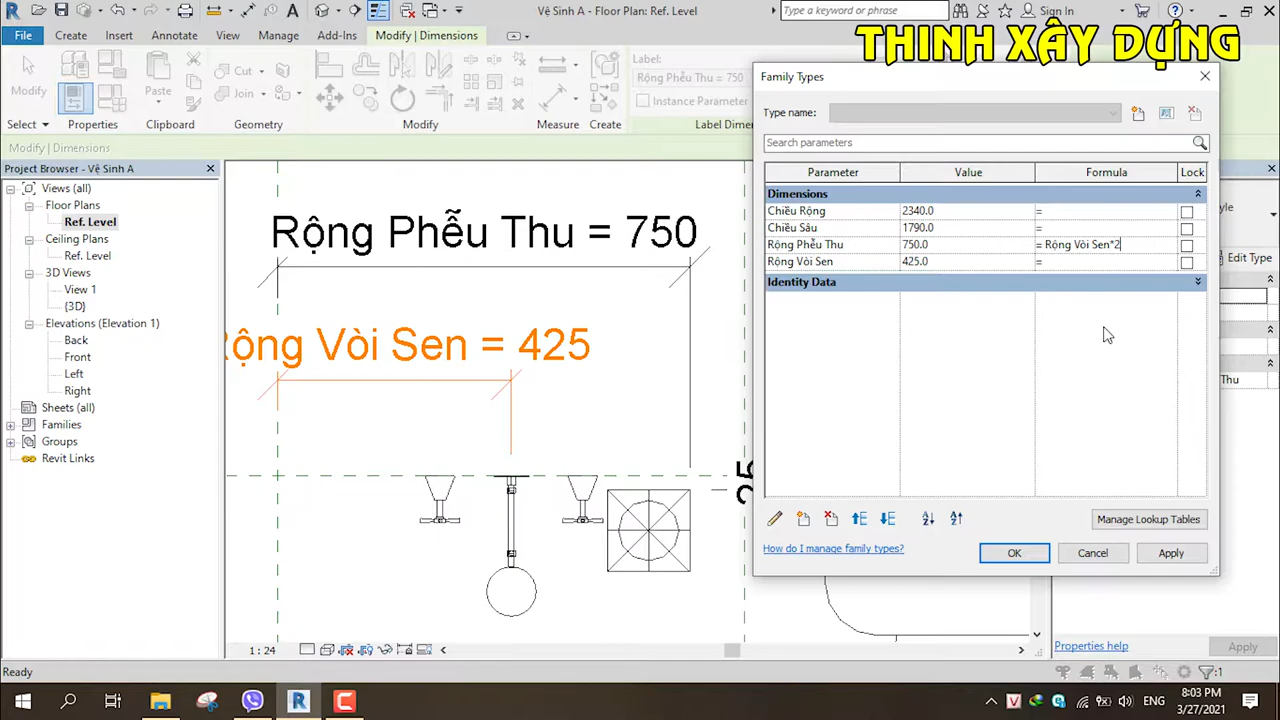 Vệ Sinh A - Floor Plan: Ref. Level
Type a keyword or phrase
Sign In
THINH XÂY DỰNG
File Create Insert Annotate View Manage Add-Ins Modify | Dimensions
Modify
Paste
Cut
Join
Measure
Create
Label:
Rộng Phễu Thu = 750
Instance Parameter
Select Properties Clipboard Geometry Modify Measure Create Label Dimen
Modify | Dimensions
Project Browser - Vệ Sinh A
Views (all)
Floor Plans
Ref. Level
Ceiling Plans
Ref. Level
3D Views
View 1
{3D}
Elevations (Elevation 1)
Back
Front
Left
Right
Sheets (all)
Families
Groups
Revit Links
Rộng Phễu Thu = 750
Rộng Vòi Sen = 425
25
Family Types
Type name:
Search parameters
Parameter Value Formula Lock
Dimensions
Chiều Rộng 2340.0 =
Chiều Sâu 1790.0 =
Rộng Phễu Thu 750.0 = Rộng Vòi Sen*2
Rộng Vòi Sen 425.0 =
Identity Data
Manage Lookup Tables
How do I manage family types?
OK Cancel Apply
Edit Type
Thu
Properties help
Apply
1 : 24
Ready
:1
ENG
8:03 PM
3/27/2021